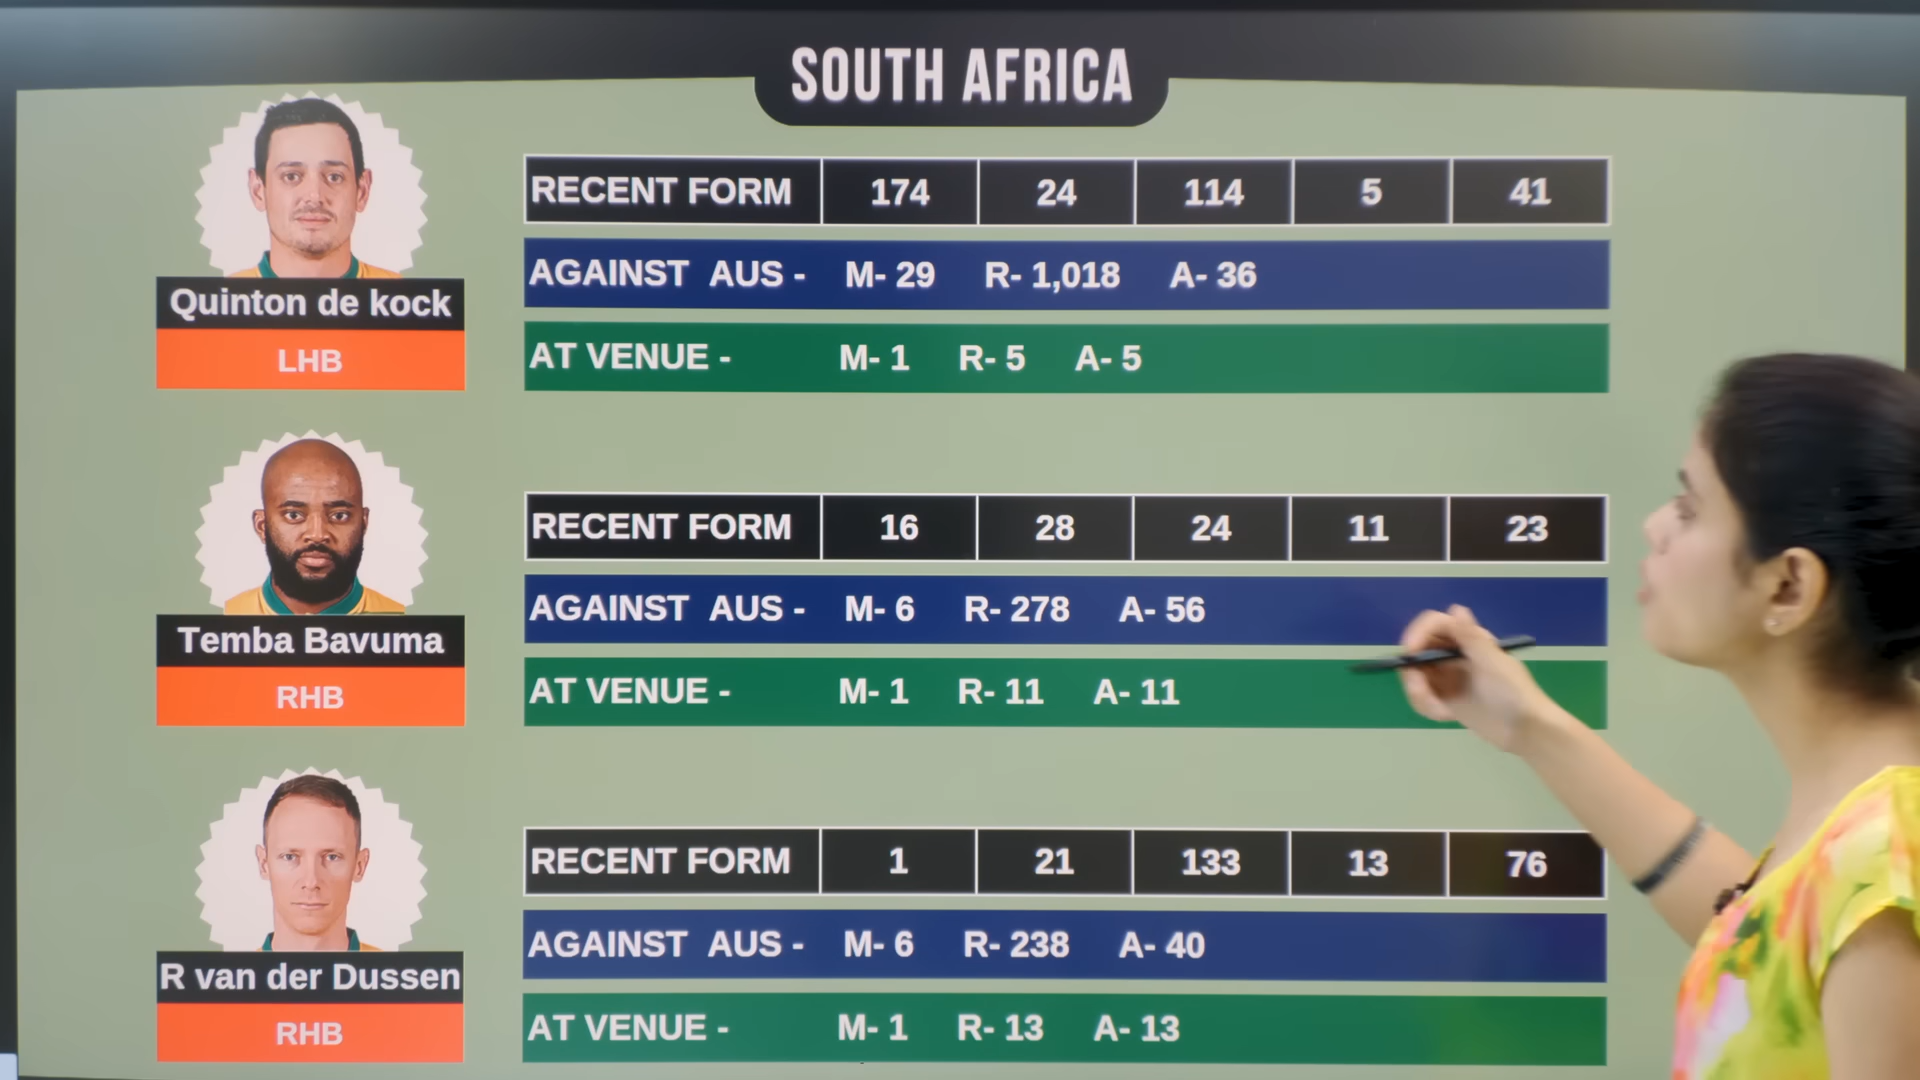 SOUTH AFRICA
RECENT FORM 174 24 114 5 41
AGAINST AUS - M- 29 R- 1,018 A- 36
Quinton de kock
LHB
AT VENUE - M- 1 R- 5 A- 5
RECENT FORM 16 28 24 11 23
AGAINST AUS - M- 6 R- 278 A- 56
Temba Bavuma
RHB
AT VENUE - M- 1 R- 11 A- 11
RECENT FORM 1 21 133 13 76
AGAINST AUS - M- 6 R- 238 A- 40
R van der Dussen
RHB
AT VENUE - M- 1 R- 13 A- 13